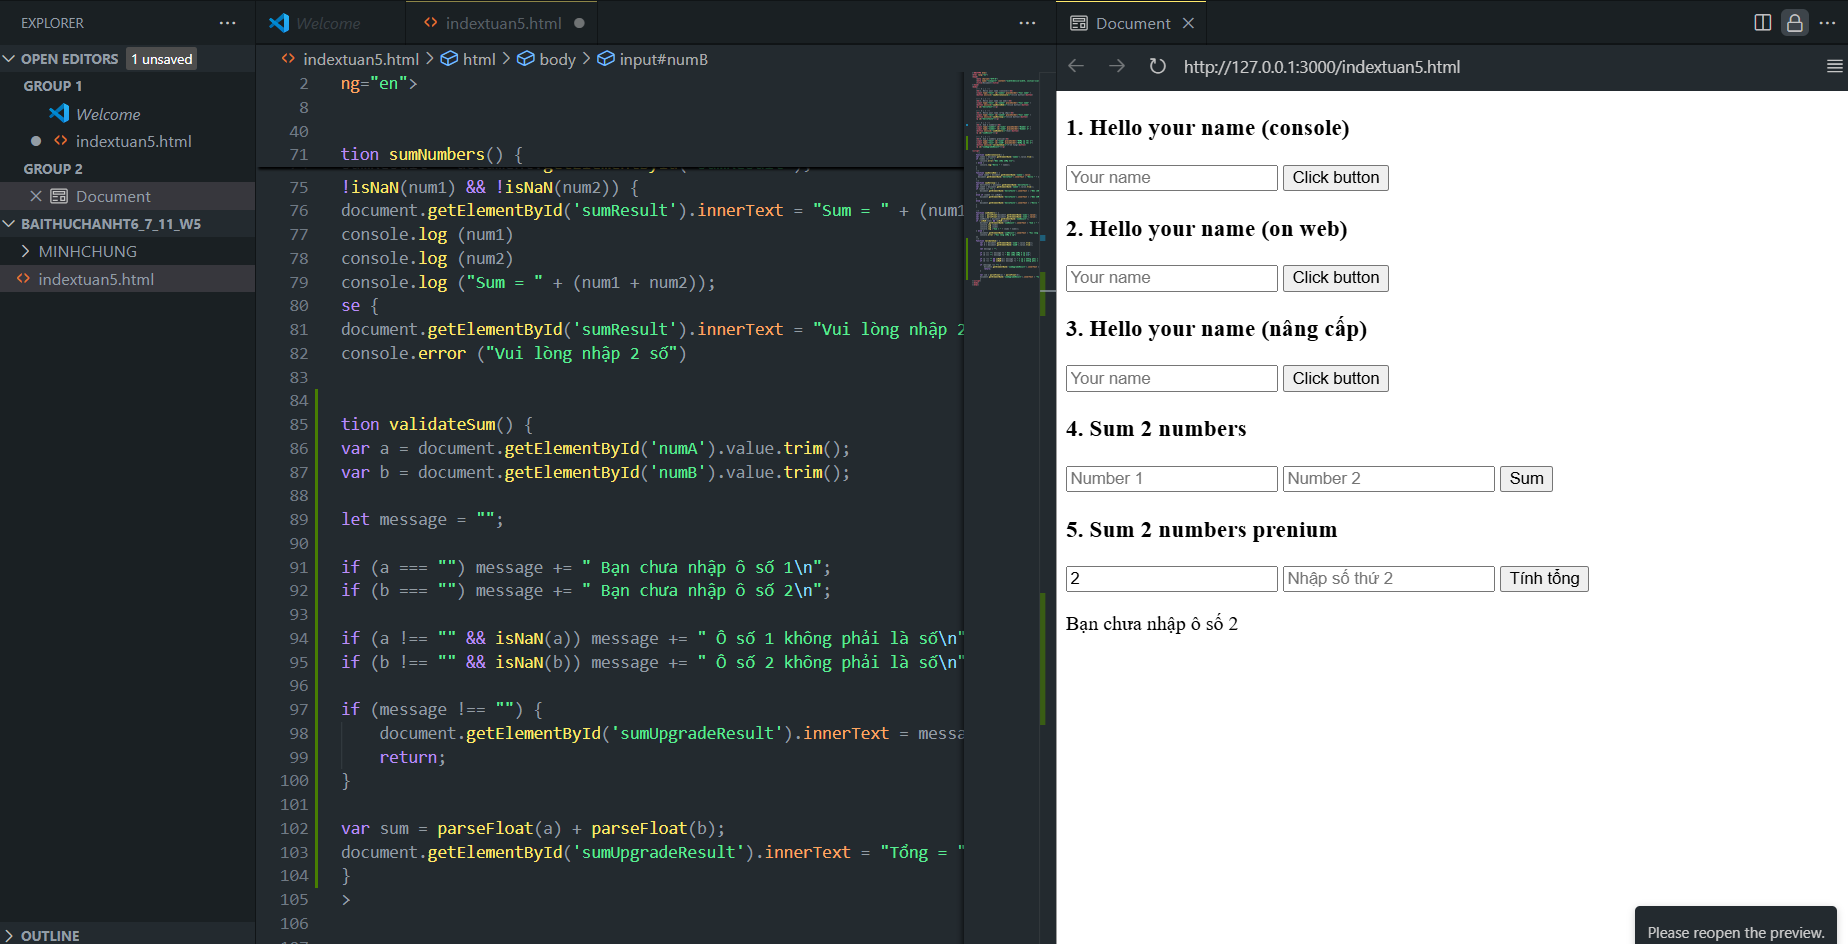 EXPLORER
OPEN EDITORS 1 unsaved
GROUP 1
Welcome
indextuan5.html
GROUP 2
Document
BAITHUCHANHT6_7_11_W5
MINHCHUNG
indextuan5.html
OUTLINE
Welcome
indextuan5.html
indextuan5.html > html > body > input#numB
2 ng="en">
8
40
71 tion sumNumbers() {
75 !isNaN(num1) && !isNaN(num2)) {
76 document.getElementById('sumResult').innerText = "Sum = " + (num1
77 console.log (num1)
78 console.log (num2)
79 console.log ("Sum = " + (num1 + num2));
80 se {
81 document.getElementById('sumResult').innerText = "Vui lòng nhập 2
82 console.error ("Vui lòng nhập 2 số")
83
84
85 tion validateSum() {
86 var a = document.getElementById('numA').value.trim();
87 var b = document.getElementById('numB').value.trim();
88
89 let message = "";
90
91 if (a === "") message += " Bạn chưa nhập ô số 1\n";
92 if (b === "") message += " Bạn chưa nhập ô số 2\n";
93
94 if (a !== "" && isNaN(a)) message += " Ô số 1 không phải là số\n"
95 if (b !== "" && isNaN(b)) message += " Ô số 2 không phải là số\n"
96
97 if (message !== "") {
98 document.getElementById('sumUpgradeResult').innerText = messa
99 return;
100 }
101
102 var sum = parseFloat(a) + parseFloat(b);
103 document.getElementById('sumUpgradeResult').innerText = "Tổng = "
104 }
105 >
106
Document
http://127.0.0.1:3000/indextuan5.html
1. Hello your name (console)
Your name Click button
2. Hello your name (on web)
Your name Click button
3. Hello your name (nâng cấp)
Your name Click button
4. Sum 2 numbers
Number 1 Number 2 Sum
5. Sum 2 numbers prenium
2 Nhập số thứ 2 Tính tổng
Bạn chưa nhập ô số 2
Please reopen the preview.